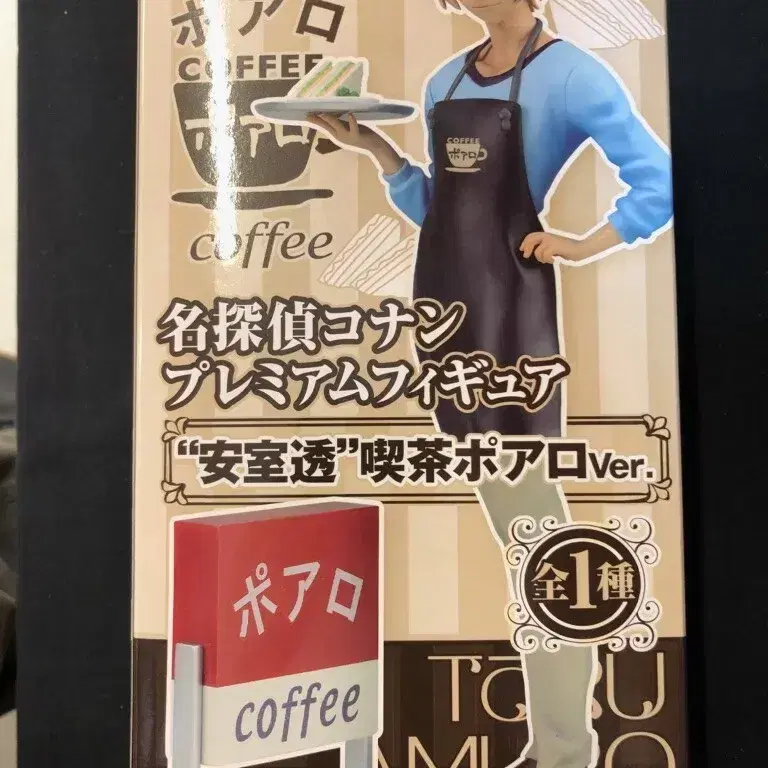 ポアロ
COFFEE
ポアロ
coffee
COFFEE
ポアロ
名探偵コナン
プレミアムフィギュア
“安室透”喫茶ポアロVer.
全1種
ポアロ
coffee
TORU
AMURO